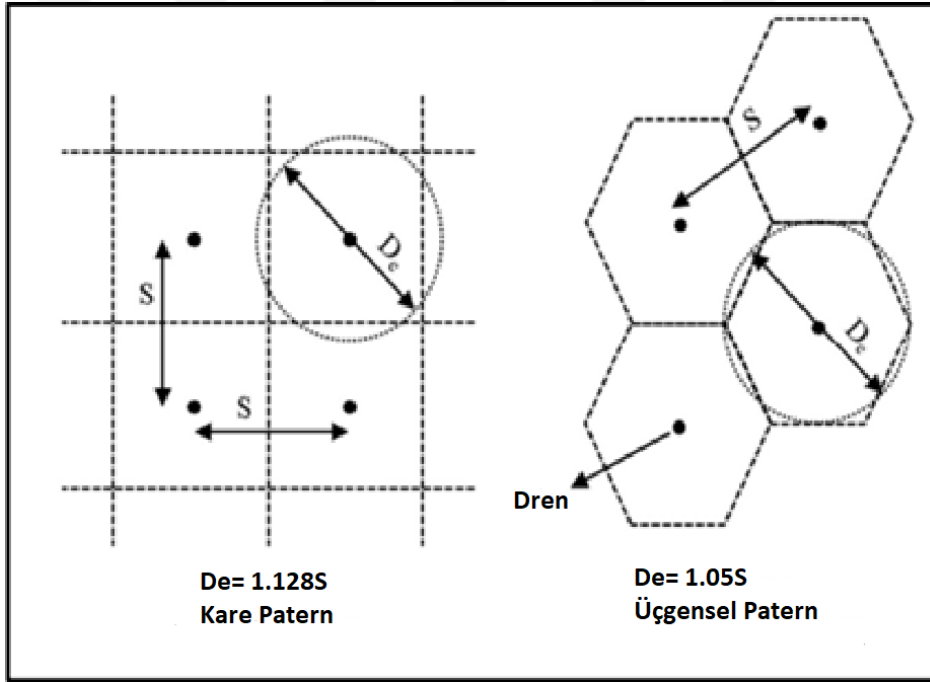 S
S
De
De= 1.128S
Kare Patern
S
De
Dren
De= 1.05S
Üçgensel Patern